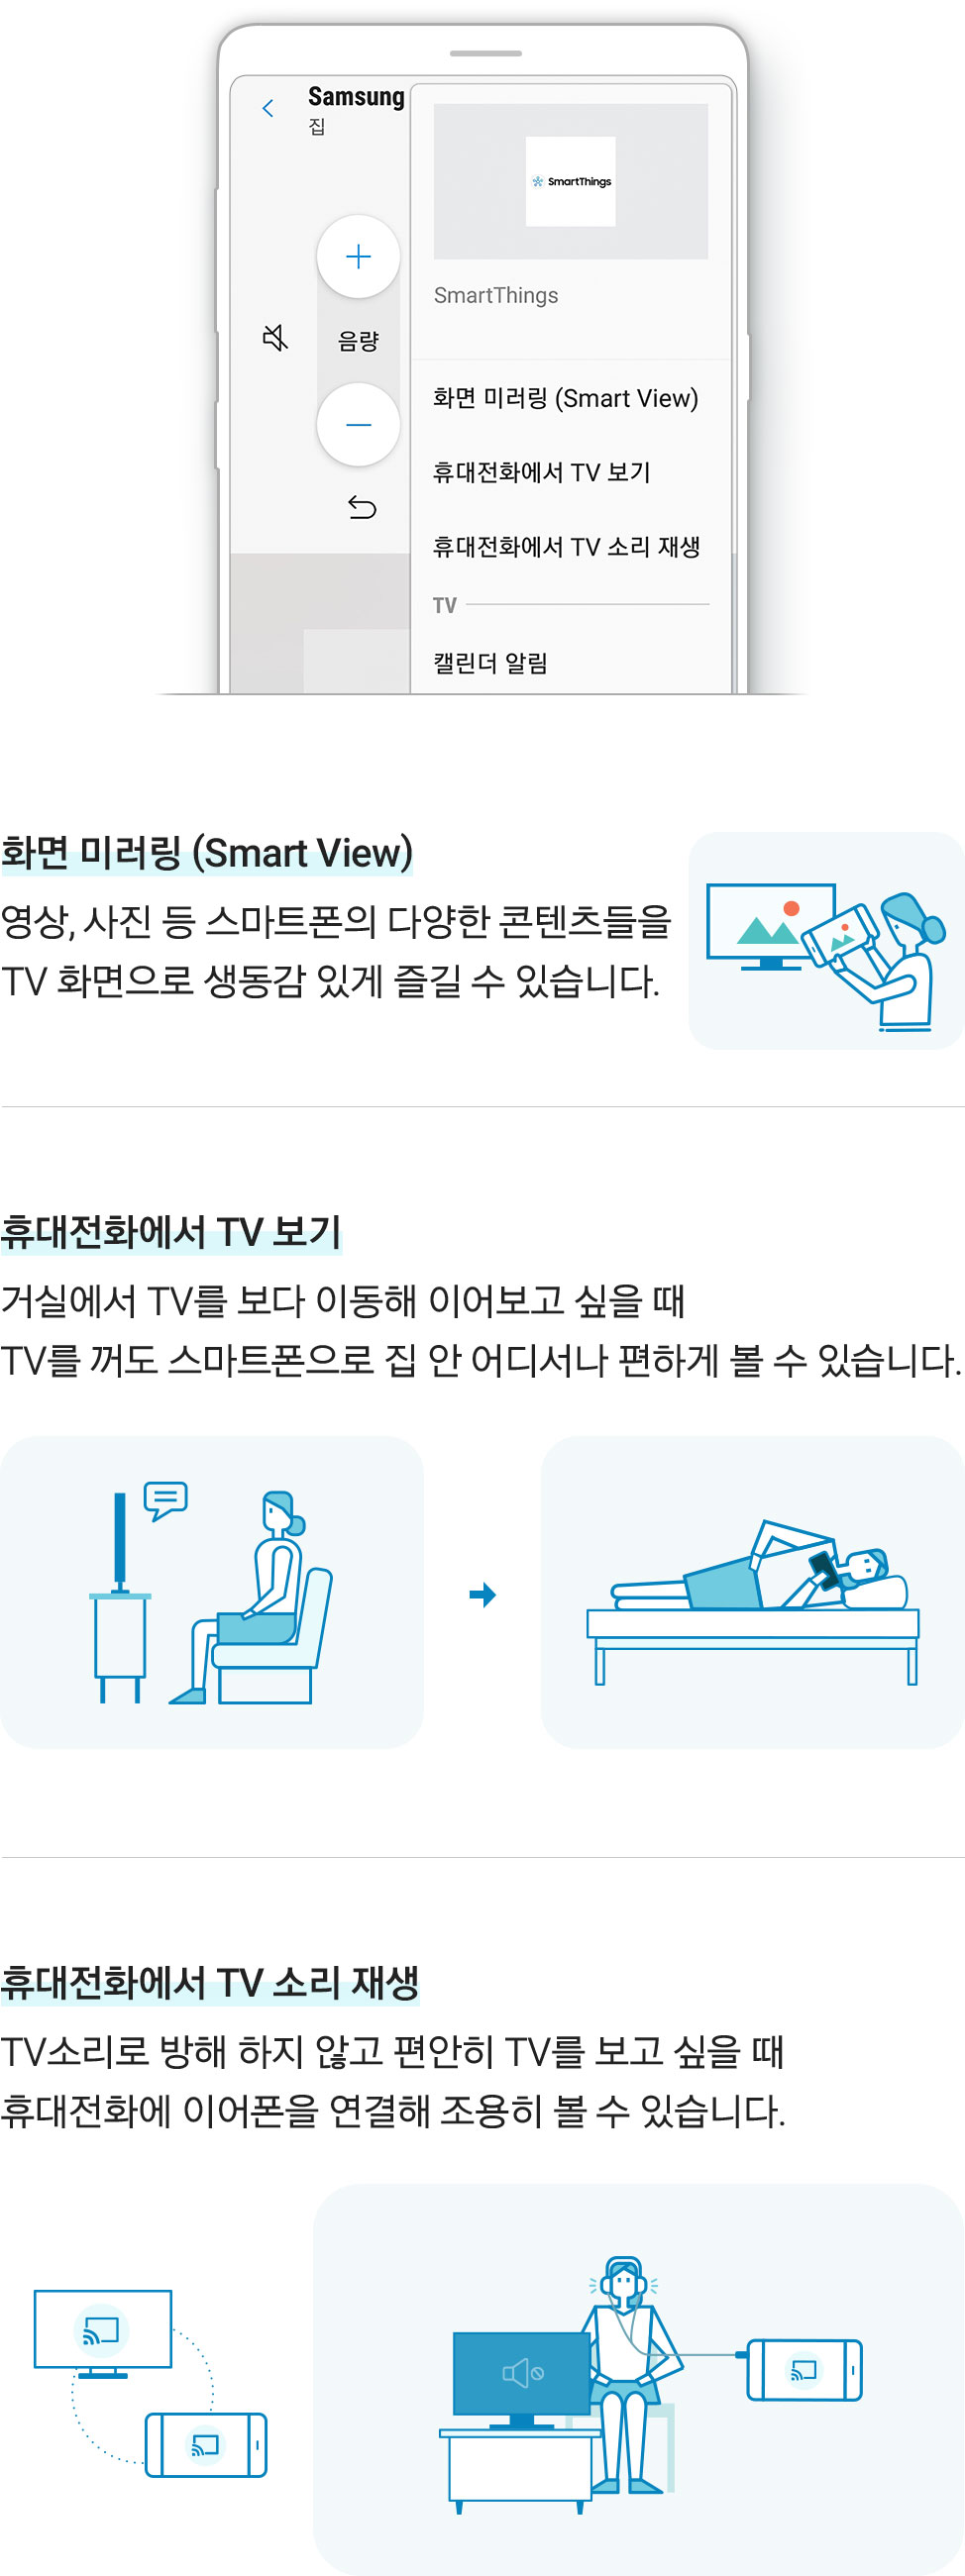 Samsung
집
SmartThings
SmartThings
음량
화면 미러링 (Smart View)
휴대전화에서 TV 보기
휴대전화에서 TV 소리 재생
TV
캘린더 알림
화면 미러링 (Smart View)
영상, 사진 등 스마트폰의 다양한 콘텐츠들을
TV 화면으로 생동감 있게 즐길 수 있습니다.
휴대전화에서 TV 보기
거실에서 TV를 보다 이동해 이어보고 싶을 때
TV를 꺼도 스마트폰으로 집 안 어디서나 편하게 볼 수 있습니다.
휴대전화에서 TV 소리 재생
TV소리로 방해 하지 않고 편안히 TV를 보고 싶을 때
휴대전화에 이어폰을 연결해 조용히 볼 수 있습니다.